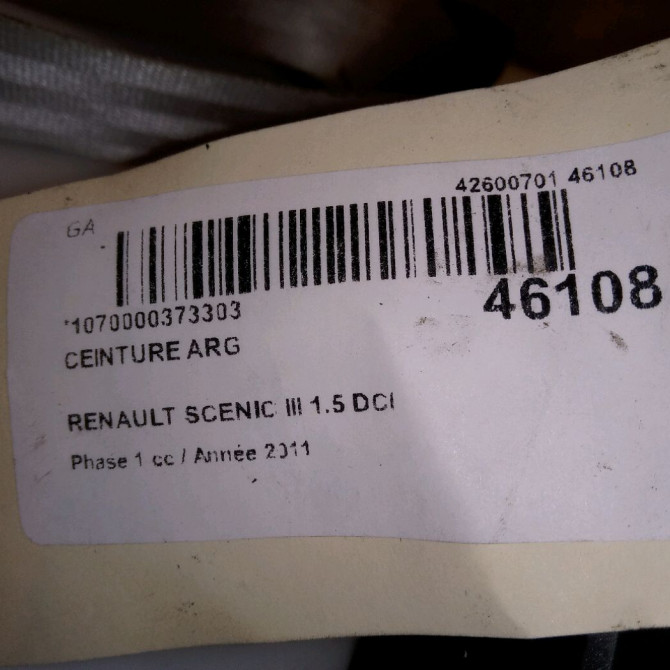 42600701 46108
GA
46108
*1070000373303
CEINTURE ARG
RENAULT SCENIC III 1.5 DCI
Phase 1 cc / Année 2011